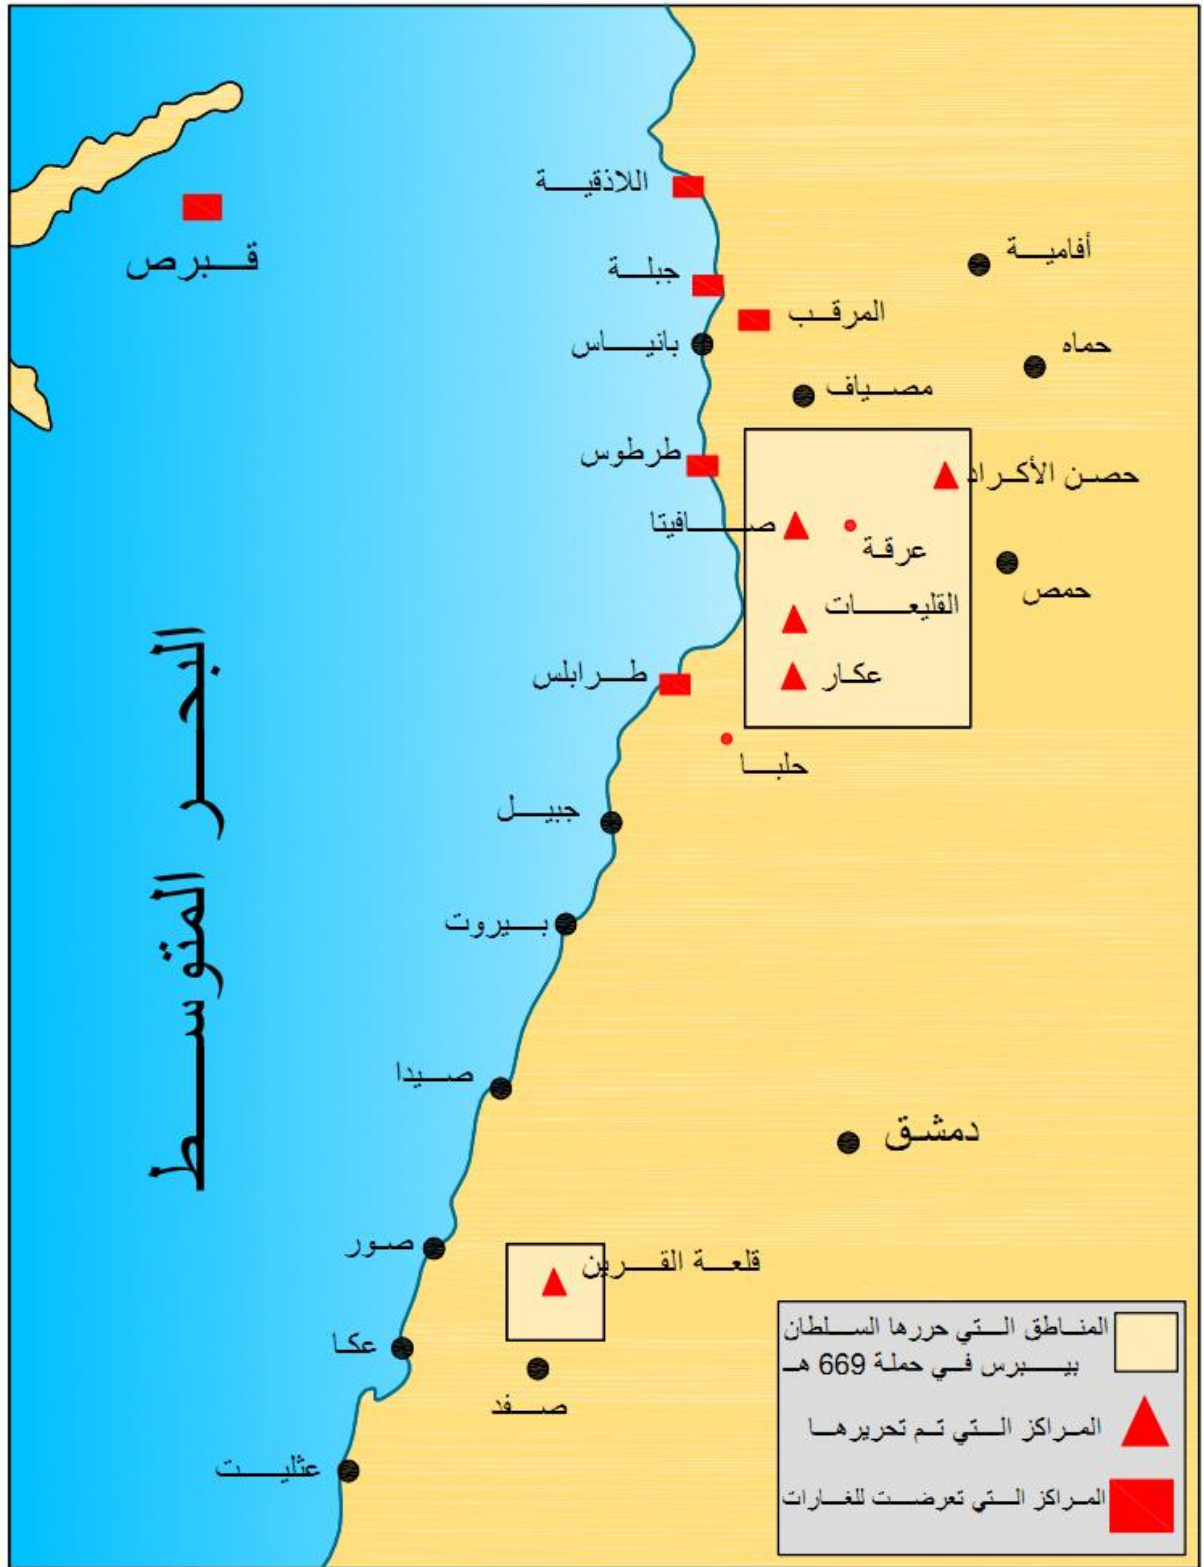 اللاذقية
قبرص
أفامية
جبلة
المرقب
بانياس
حماه
مصياف
طرطوس
حصن الأكراد
صافيتا
عرقة
حمص
القليعات
طرابلس
عكار
حلبا
جبيل
بيروت
البحر المتوسط
صيدا
دمشق
صور
قلعة القرين
عكا
صفد
عثليت
المناطق التي حررها السلطان
بيبرس في حملة 669 هـ
المراكز التي تم تحريرها
المراكز التي تعرضت للغارات